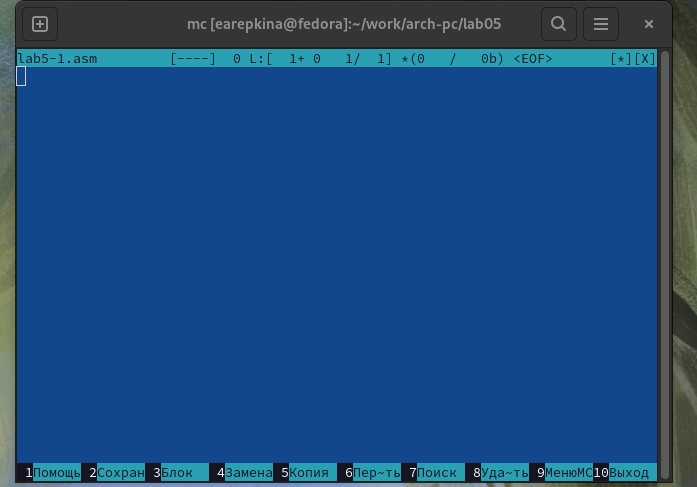 mc [earepkina@fedora]:~/work/arch-pc/lab05
lab5-1.asm [----] 0 L:[ 1+ 0 1/ 1] *(0 / 0b) <EOF> [*][X]
1Помощь 2Сохран 3Блок 4Замена 5Копия 6Пер~ть 7Поиск 8Уда~ть 9МенюMC 10Выход